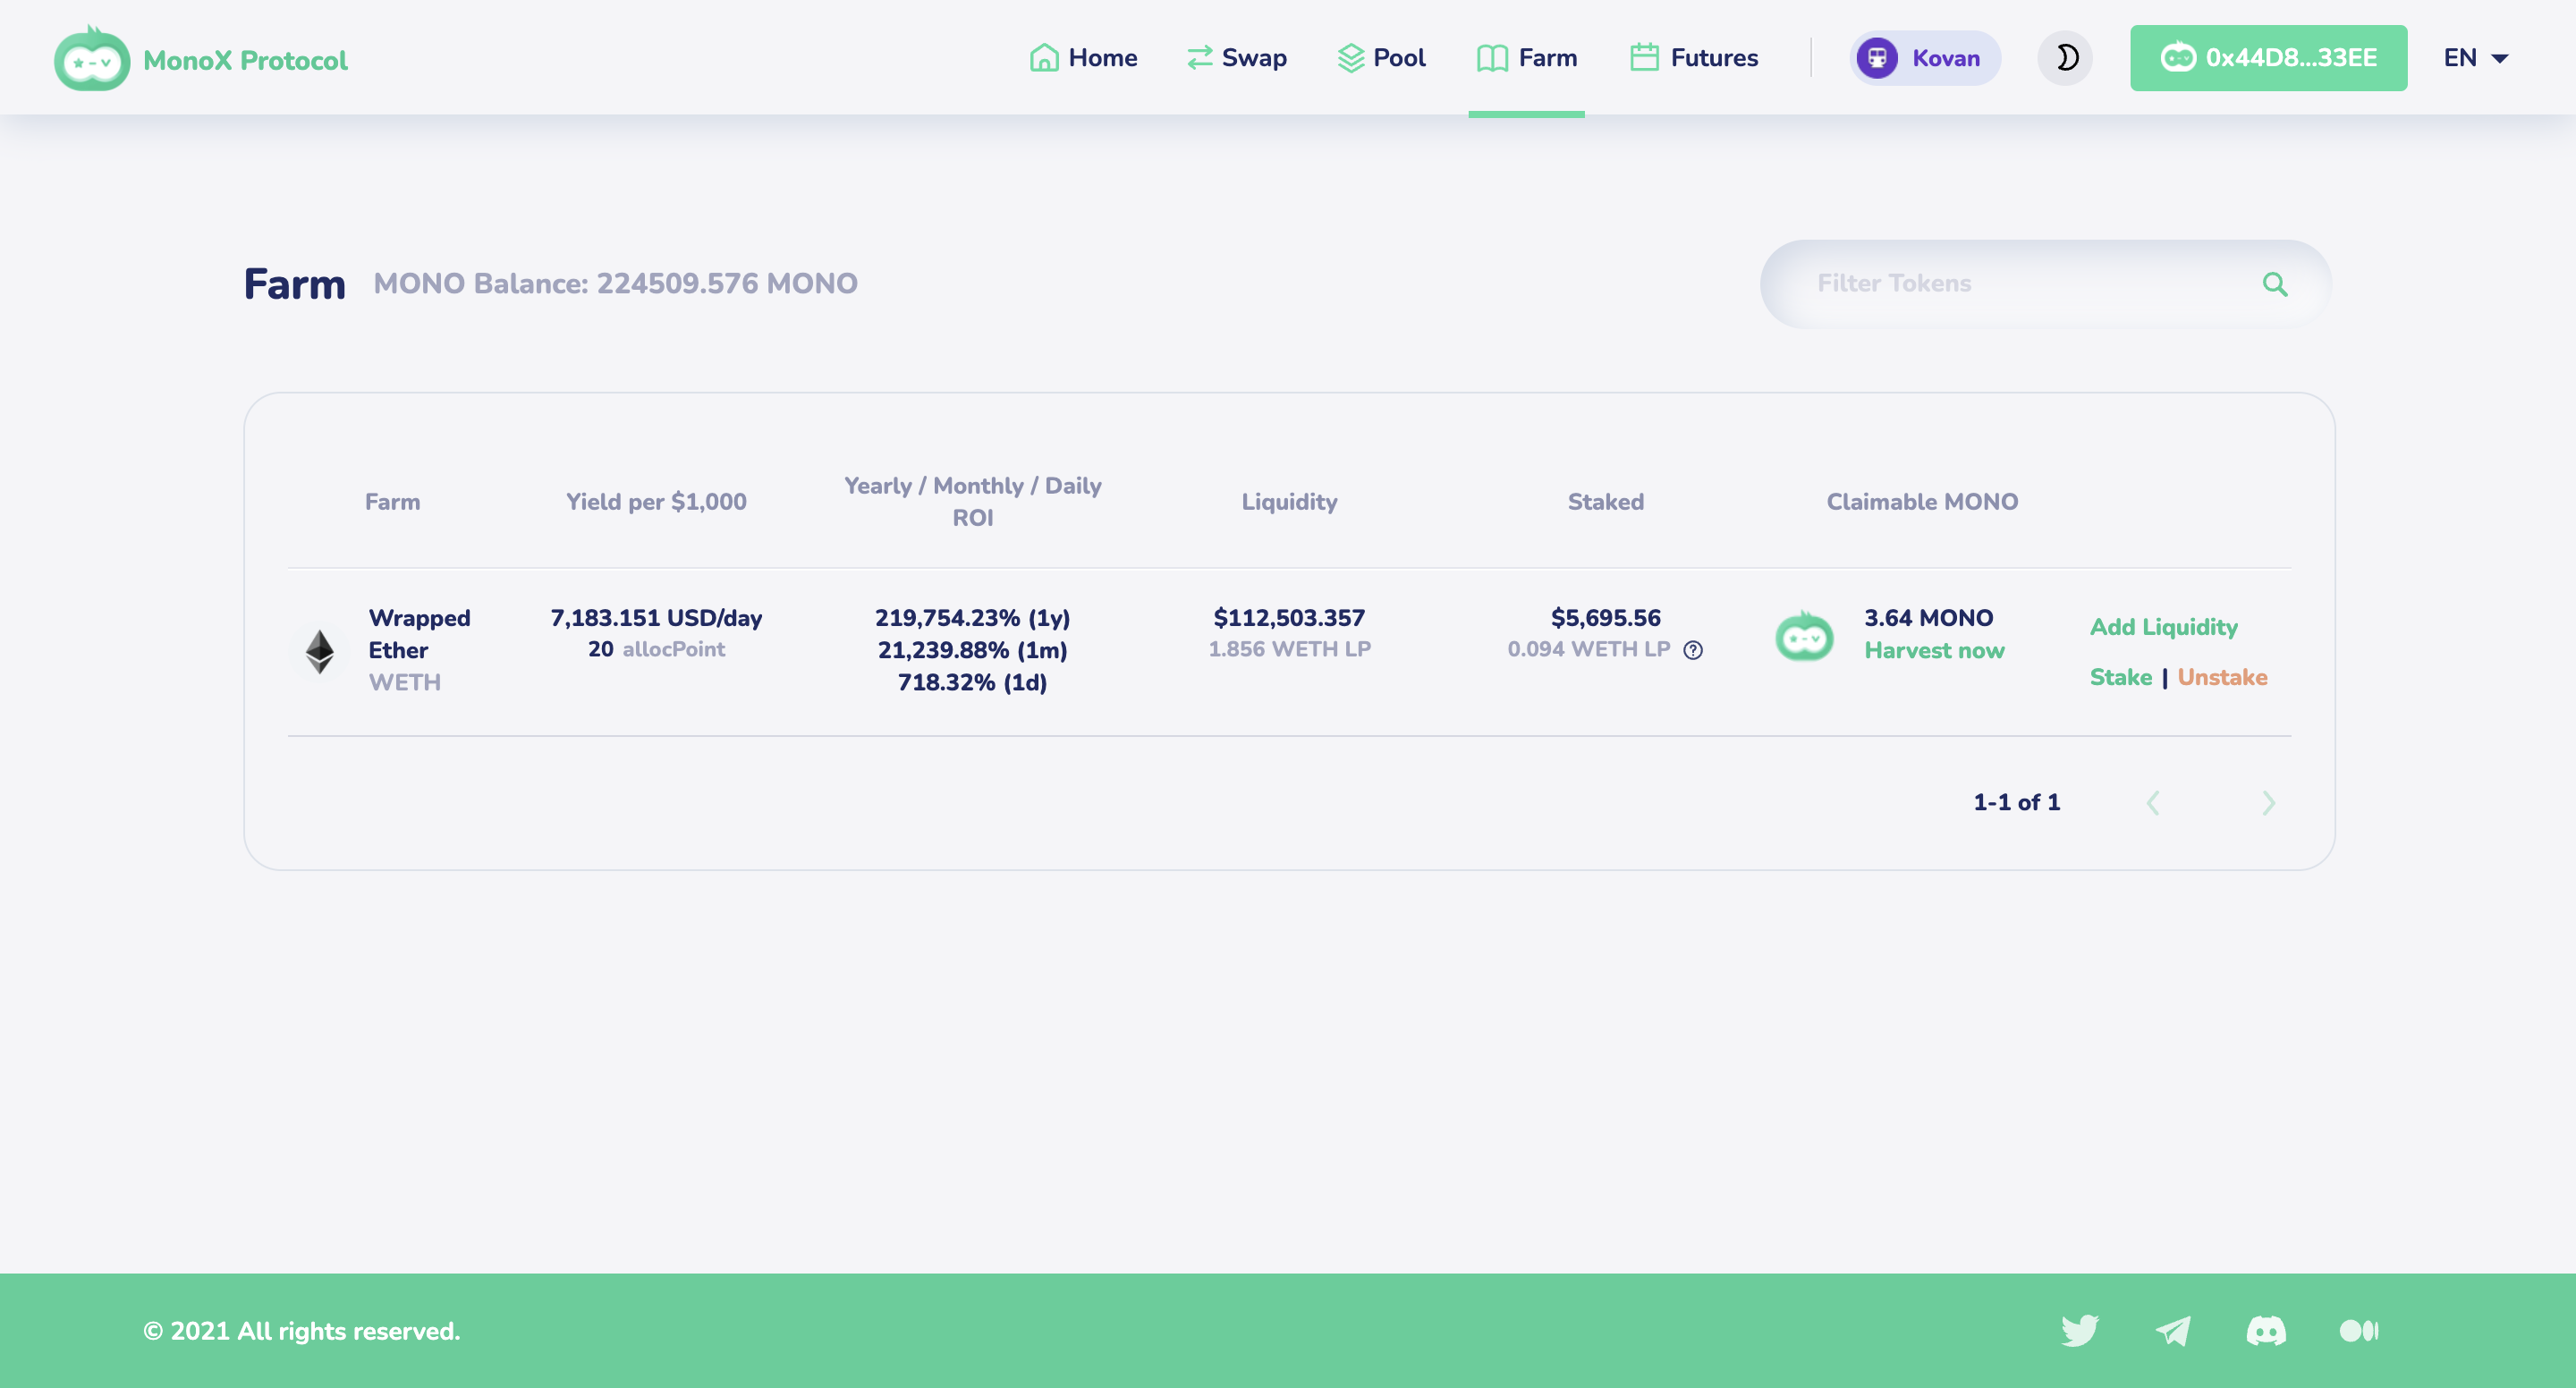 MonoX Protocol
Home
Swap
Pool
Farm
Futures
Kovan
0x44D8...33EE
EN
Farm
MONO Balance: 224509.576 MONO
Filter Tokens
Farm
Yield per $1,000
Yearly / Monthly / Daily
ROI
Liquidity
Staked
Claimable MONO
Wrapped
Ether
WETH
7,183.151 USD/day
20 allocPoint
219,754.23% (1y)
21,239.88% (1m)
718.32% (1d)
$112,503.357
1.856 WETH LP
$5,695.56
0.094 WETH LP ?
3.64 MONO
Harvest now
Add Liquidity
Stake | Unstake
1-1 of 1
© 2021 All rights reserved.